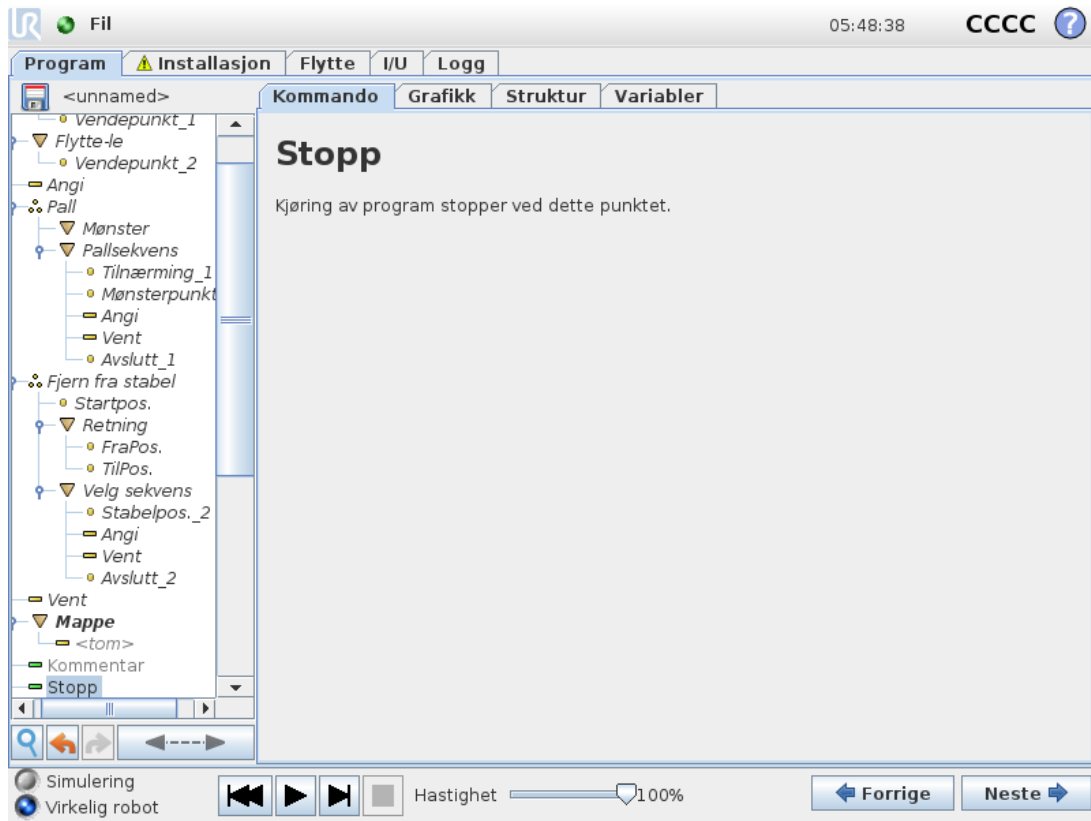 UR Fil 05:48:38 CCCC ?
Program Installasjon Flytte I/U Logg
<unnamed> Kommando Grafikk Struktur Variabler
Vendepunkt_1
Flytte-le
Vendepunkt_2
Angi
Pall
Mønster
Pallsekvens
Tilnærming_1
Mønsterpunkt
Angi
Vent
Avslutt_1
Fjern fra stabel
Startpos.
Retning
FraPos.
TilPos.
Velg sekvens
Stabelpos._2
Angi
Vent
Avslutt_2
Vent
Mappe
<tom>
Kommentar
Stopp
Stopp
Kjøring av program stopper ved dette punktet.
Simulering
Virkelig robot
Hastighet 100%
Forrige Neste